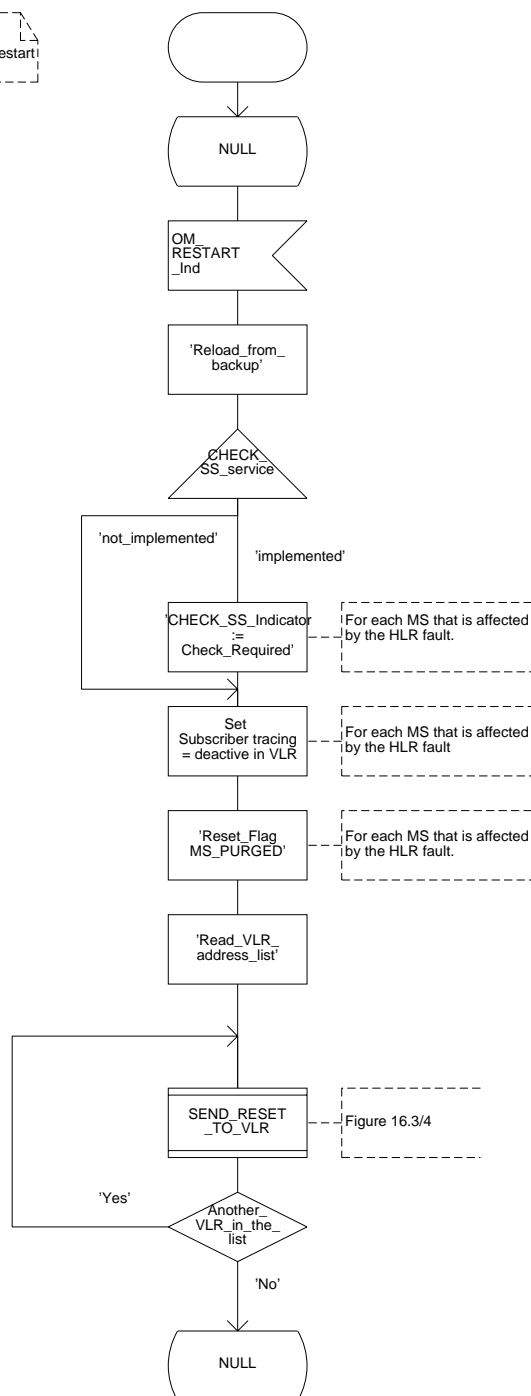 estart
NULL
OM_
RESTART
_Ind
'Reload_from_
backup'
CHECK_
SS_service
'not_implemented'
'implemented'
'CHECK_SS_Indicator
:=
Check_Required'
For each MS that is affected
by the HLR fault.
Set
Subscriber tracing
= deactive in VLR
For each MS that is affected
by the HLR fault
'Reset_Flag
MS_PURGED'
For each MS that is affected
by the HLR fault.
'Read_VLR_
address_list'
SEND_RESET
_TO_VLR
Figure 16.3/4
'Yes'
Another_
VLR_in_the_
list
'No'
NULL